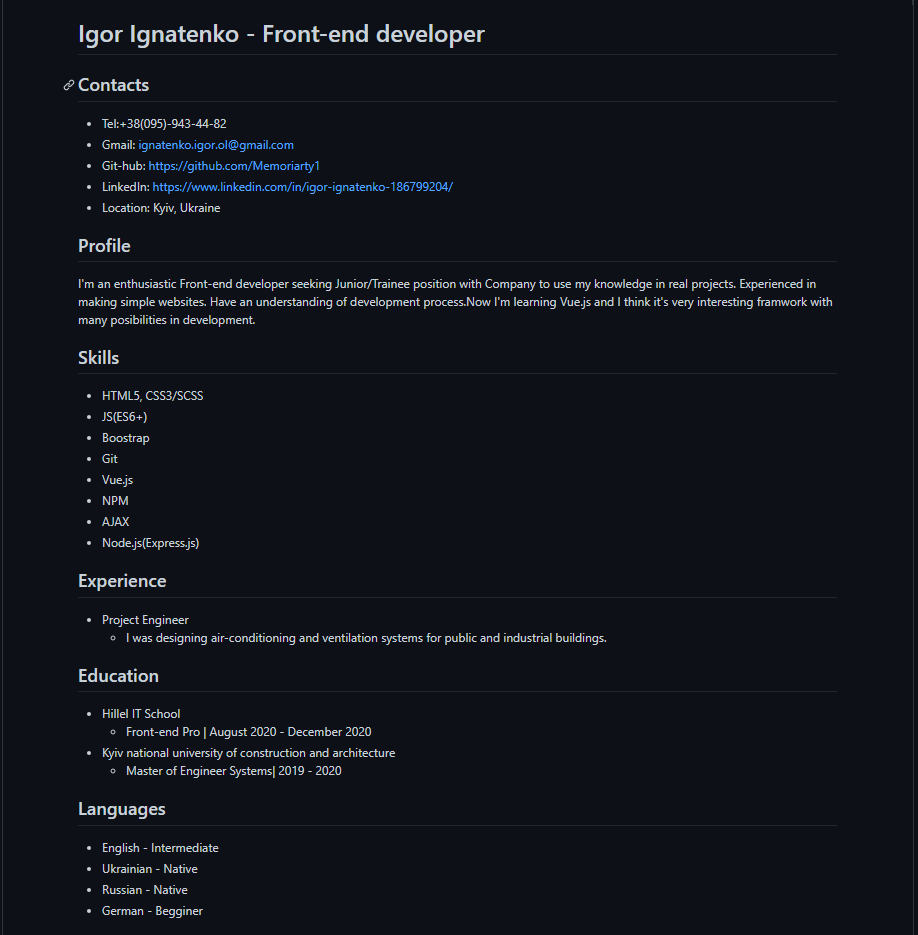 Igor Ignatenko - Front-end developer
Contacts
Tel:+38(095)-943-44-82
Gmail: ignatenko.igor.ol@gmail.com
Git-hub: https://github.com/Memoriarty1
LinkedIn: https://www.linkedin.com/in/igor-ignatenko-186799204/
Location: Kyiv, Ukraine
Profile
I'm an enthusiastic Front-end developer seeking Junior/Trainee position with Company to use my knowledge in real projects. Experienced in
making simple websites. Have an understanding of development process.Now I'm learning Vue.js and I think it's very interesting framwork with
many posibilities in development.
Skills
HTML5, CSS3/SCSS
JS(ES6+)
Boostrap
Git
Vue.js
NPM
AJAX
Node.js(Express.js)
Experience
Project Engineer
I was designing air-conditioning and ventilation systems for public and industrial buildings.
Education
Hillel IT School
Front-end Pro | August 2020 - December 2020
Kyiv national university of construction and architecture
Master of Engineer Systems| 2019 - 2020
Languages
English - Intermediate
Ukrainian - Native
Russian - Native
German - Begginer